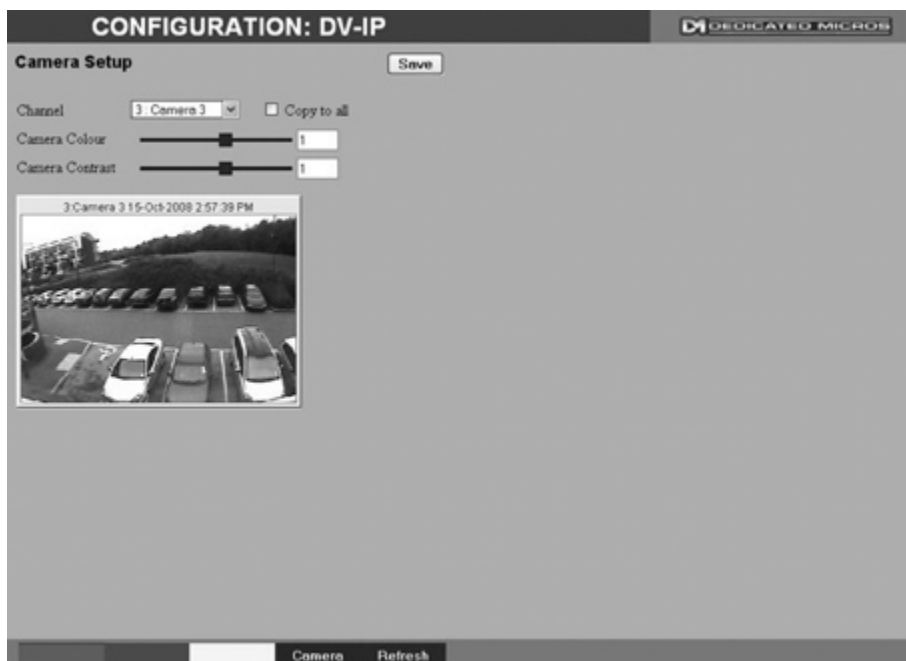 CONFIGURATION: DV-IP
DEDICATED MICROS
Camera Setup
Save
Channel
3: Camera 3
Copy to all
Camera Colour
1
Camera Contrast
1
3:Camera 3 15-Oct-2008 2:57:39 PM
Camera
Refresh